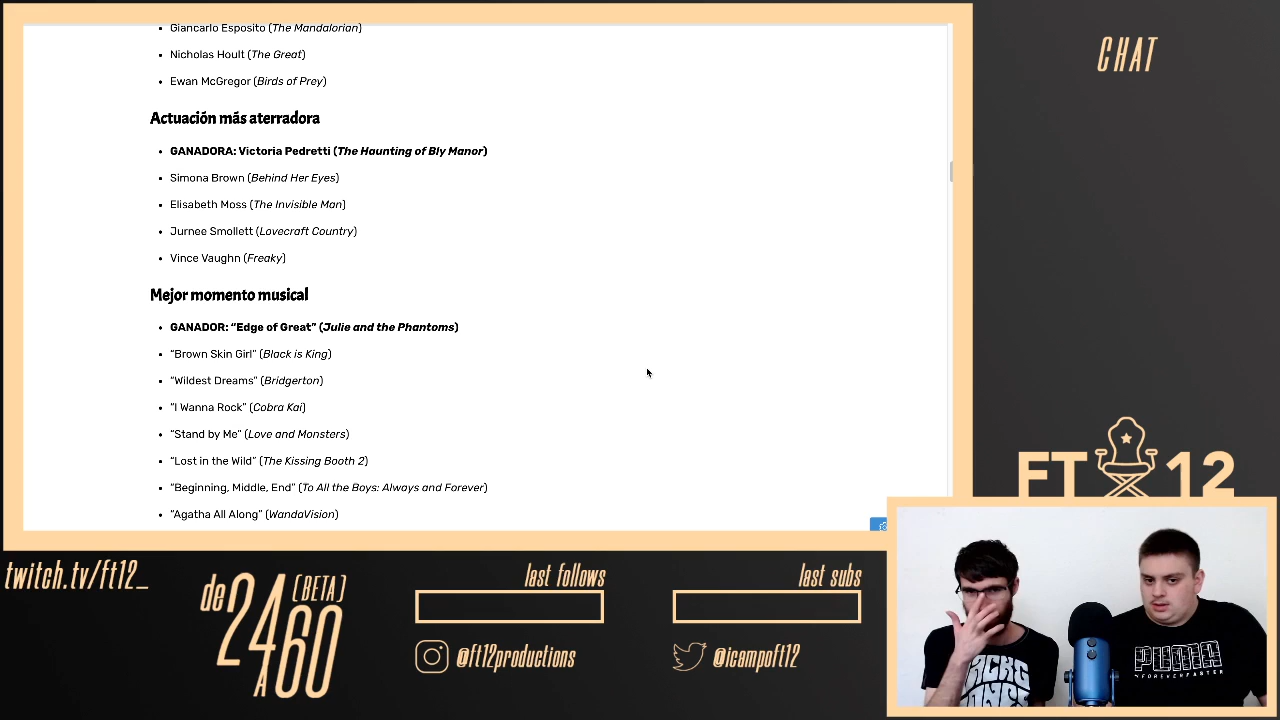 Giancarlo Esposito (The Mandalorian)
Nicholas Hoult (The Great)
Ewan McGregor (Birds of Prey)
Actuación más aterradora
GANADORA: Victoria Pedretti (The Haunting of Bly Manor)
Simona Brown (Behind Her Eyes)
Elisabeth Moss (The Invisible Man)
Jurnee Smollett (Lovecraft Country)
Vince Vaughn (Freaky)
Mejor momento musical
GANADOR: “Edge of Great” (Julie and the Phantoms)
“Brown Skin Girl” (Black is King)
“Wildest Dreams” (Bridgerton)
“I Wanna Rock” (Cobra Kai)
“Stand by Me” (Love and Monsters)
“Lost in the Wild” (The Kissing Booth 2)
“Beginning, Middle, End” (To All the Boys: Always and Forever)
“Agatha All Along” (WandaVision)
CHAT
FT 12
twitch.tv/ft12_
de 24 A 60 (BETA)
last follows
last subs
@ft12productions
@icampoft12
PUMA
FOREVER FASTER